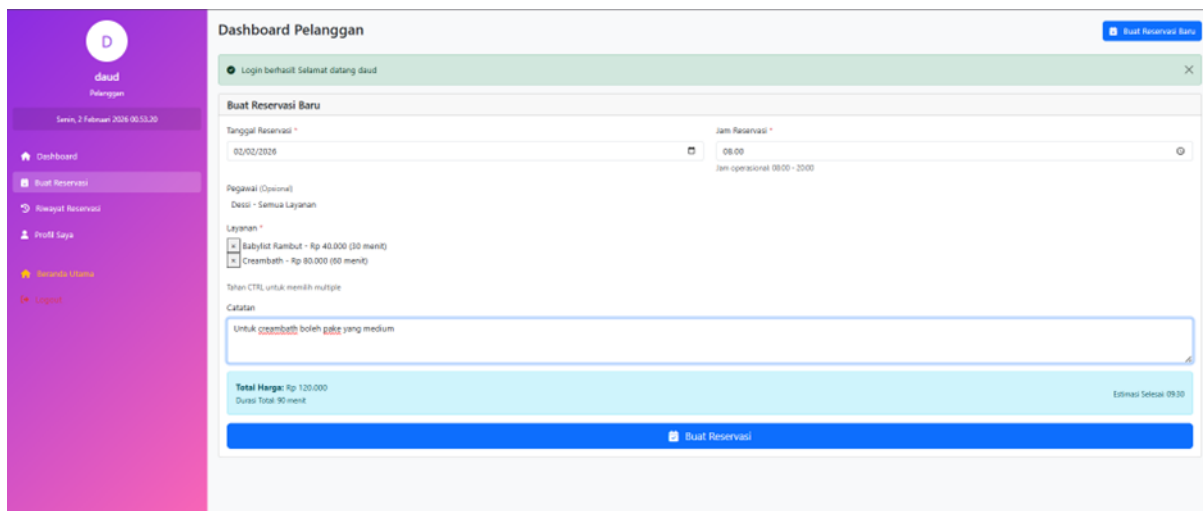 D
daud
Pelanggan
Senin, 2 Februari 2026 00.53.20
Dashboard
Buat Reservasi
Riwayat Reservasi
Profil Saya
Beranda Utama
Logout
Dashboard Pelanggan
Buat Reservasi Baru
Login berhasil! Selamat datang daud
Buat Reservasi Baru
Tanggal Reservasi *
02/02/2026
Jam Reservasi *
08.00
Jam operasional: 08:00 - 20:00
Pegawai (Opsional)
Dessi - Semua Layanan
Layanan *
× Babylist Rambut - Rp 40.000 (30 menit)
× Creambath - Rp 80.000 (60 menit)
Tahan CTRL untuk memilih multiple
Catatan
Untuk creambath boleh pake yang medium
Total Harga: Rp 120.000
Durasi Total: 90 menit
Estimasi Selesai: 09:30
Buat Reservasi